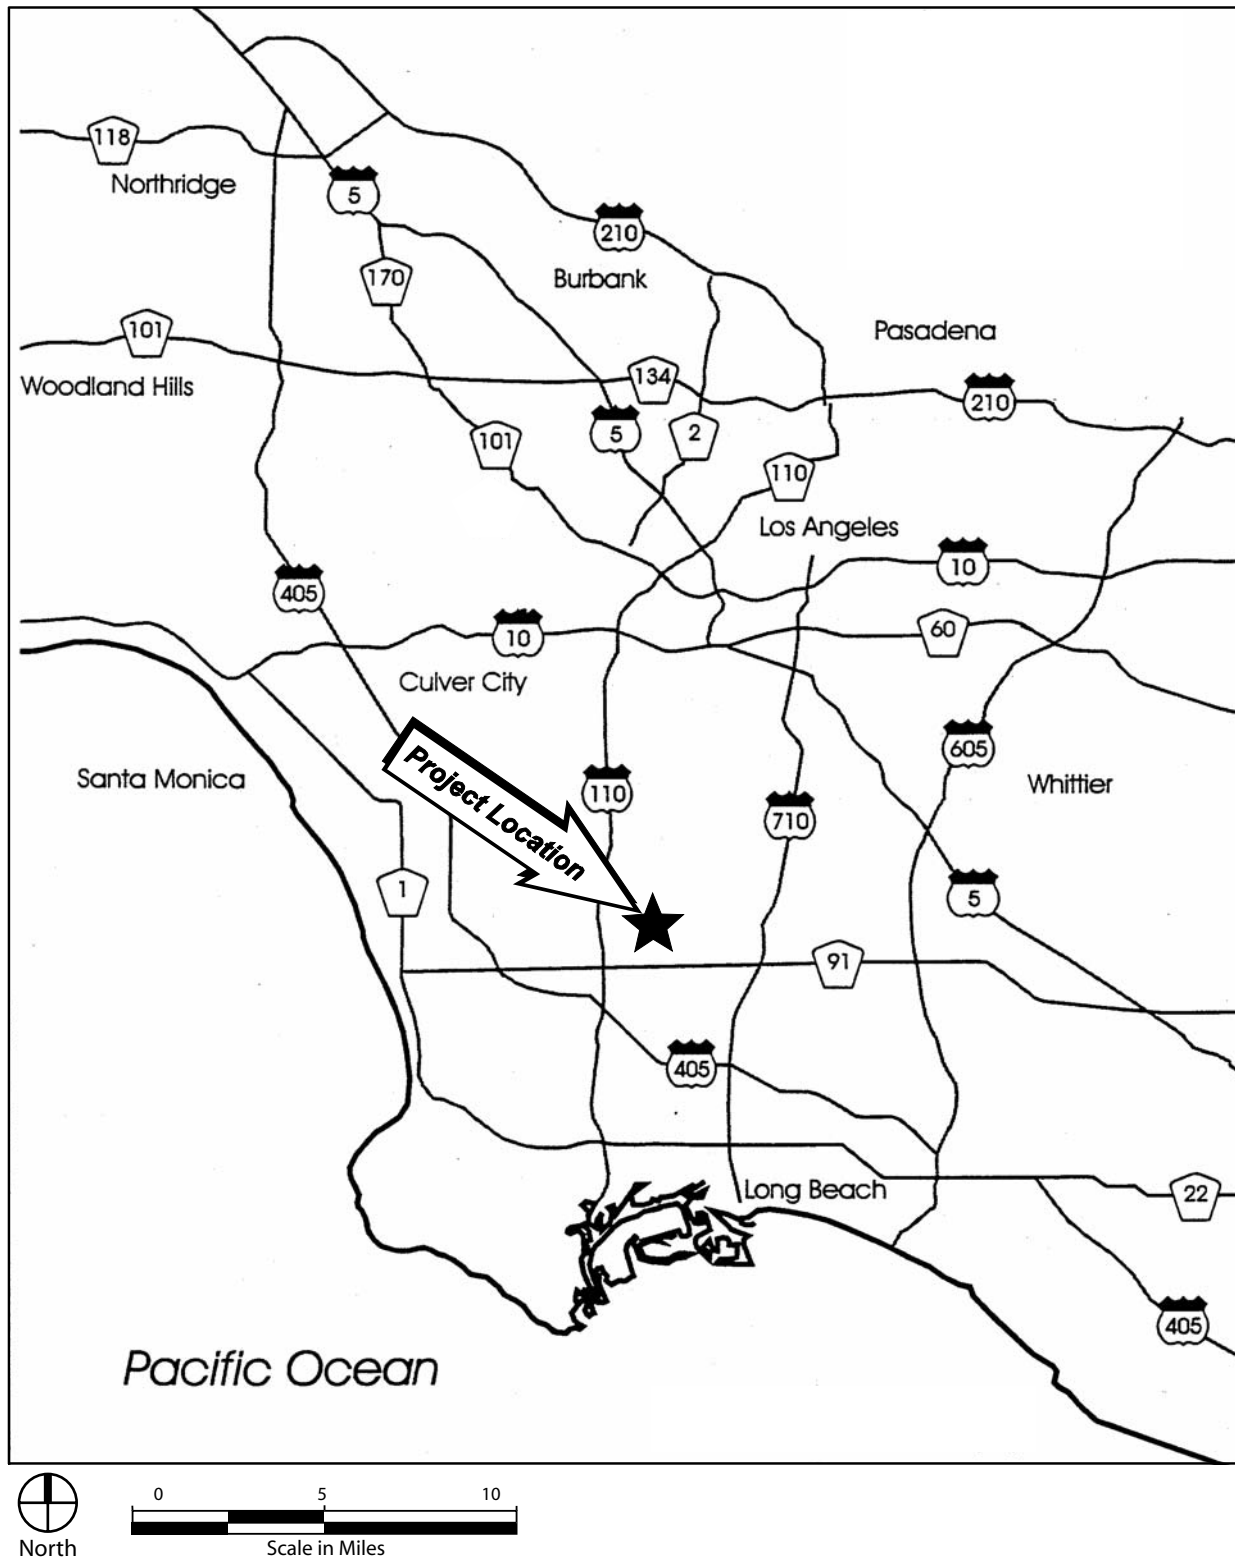 118
Northridge
5
210
170
Burbank
101
Pasadena
134
Woodland Hills
210
5
2
101
110
Los Angeles
10
405
60
10
Culver City
605
Santa Monica
Whittier
Project Location
110
710
1
5
91
405
Long Beach
22
405
Pacific Ocean
0 5 10
North
Scale in Miles